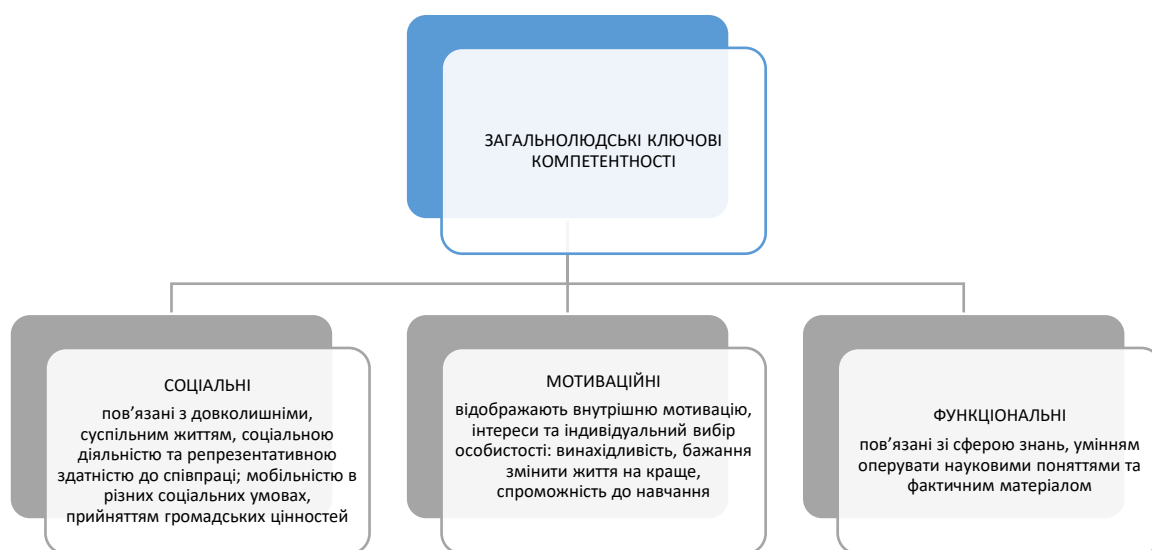 ЗАГАЛЬНОЛЮДСЬКІ КЛЮЧОВІ
КОМПЕТЕНТНОСТІ
СОЦІАЛЬНІ
пов’язані з довколишніми,
суспільним життям, соціальною
діяльністю та репрезентативною
здатністю до співпраці; мобільністю в
різних соціальних умовах,
прийняттям громадських цінностей
МОТИВАЦІЙНІ
відображають внутрішню мотивацію,
інтереси та індивідуальний вибір
особистості: винахідливість, бажання
змінити життя на краще,
спроможність до навчання
ФУНКЦІОНАЛЬНІ
пов’язані зі сферою знань, умінням
оперувати науковими поняттями та
фактичним матеріалом